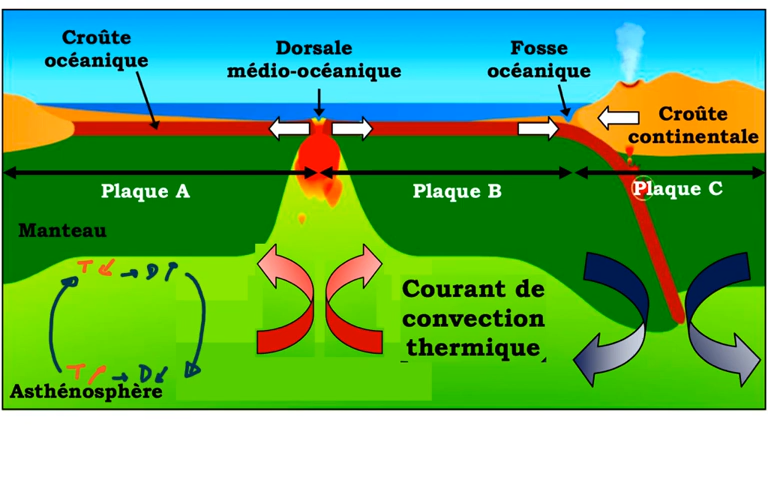 Croûte
océanique
Dorsale
médio-océanique
Fosse
océanique
Croûte
continentale
Plaque A
Plaque B
Plaque C
Manteau
T↙ → D↑
Courant de
convection
thermique
T↗ → D↙
Asthénosphère